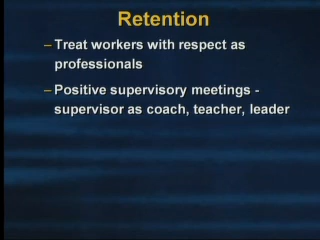 Retention
– Treat workers with respect as
professionals
– Positive supervisory meetings -
supervisor as coach, teacher, leader